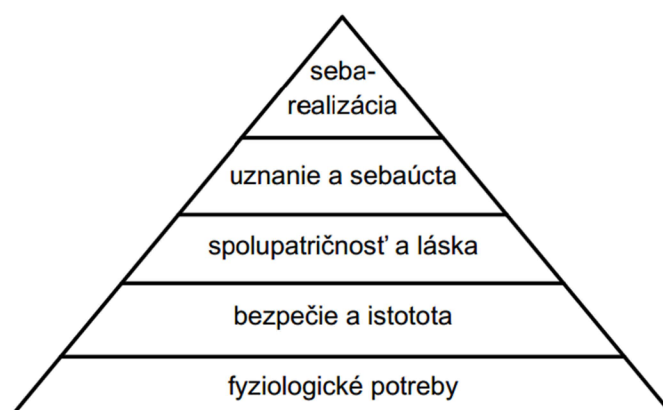 seba-
realizácia
uznanie a sebaúcta
spolupatričnosť a láska
bezpečie a istotota
fyziologické potreby